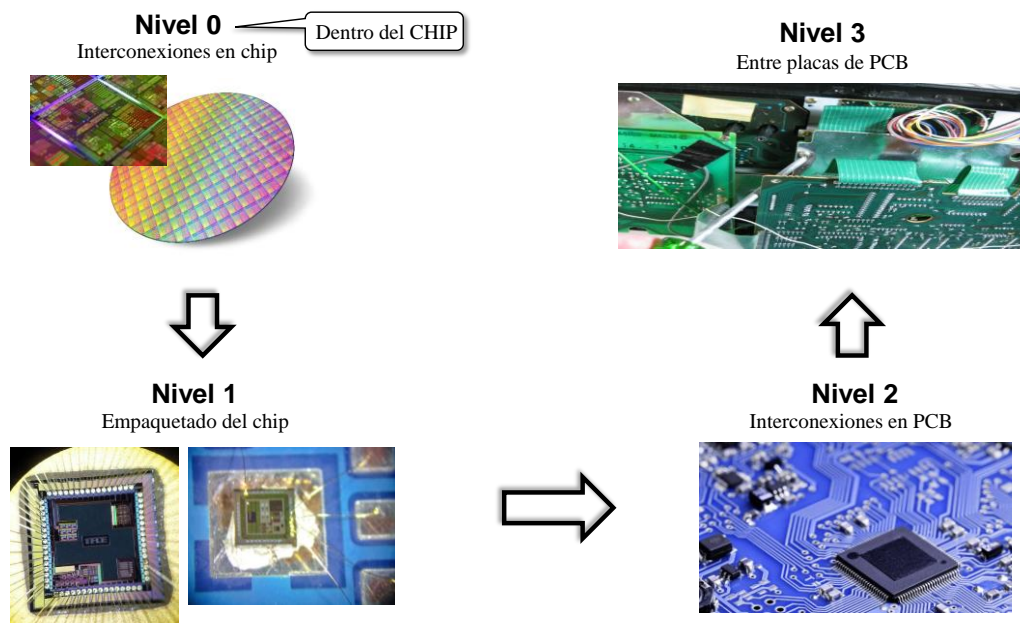 Nivel 0
Interconexiones en chip
Dentro del CHIP
Nivel 1
Empaquetado del chip
Nivel 2
Interconexiones en PCB
Nivel 3
Entre placas de PCB